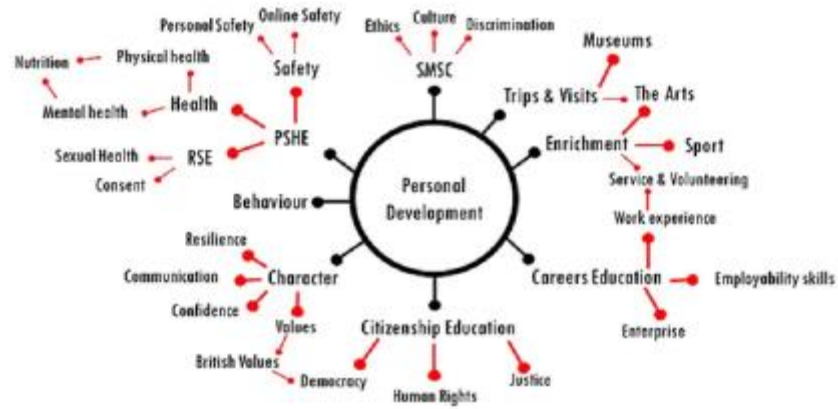 Personal Safety
Online Safety
Safety
Nutrition
Physical health
Mental health
Health
PSHE
Sexual Health
RSE
Consent
Ethics
Culture
Discrimination
SMSC
Museums
Trips & Visits
The Arts
Enrichment
Sport
Service & Volunteering
Work experience
Personal
Development
Behaviour
Resilience
Communication
Character
Confidence
Values
British Values
Democracy
Citizenship Education
Human Rights
Justice
Careers Education
Employability skills
Enterprise